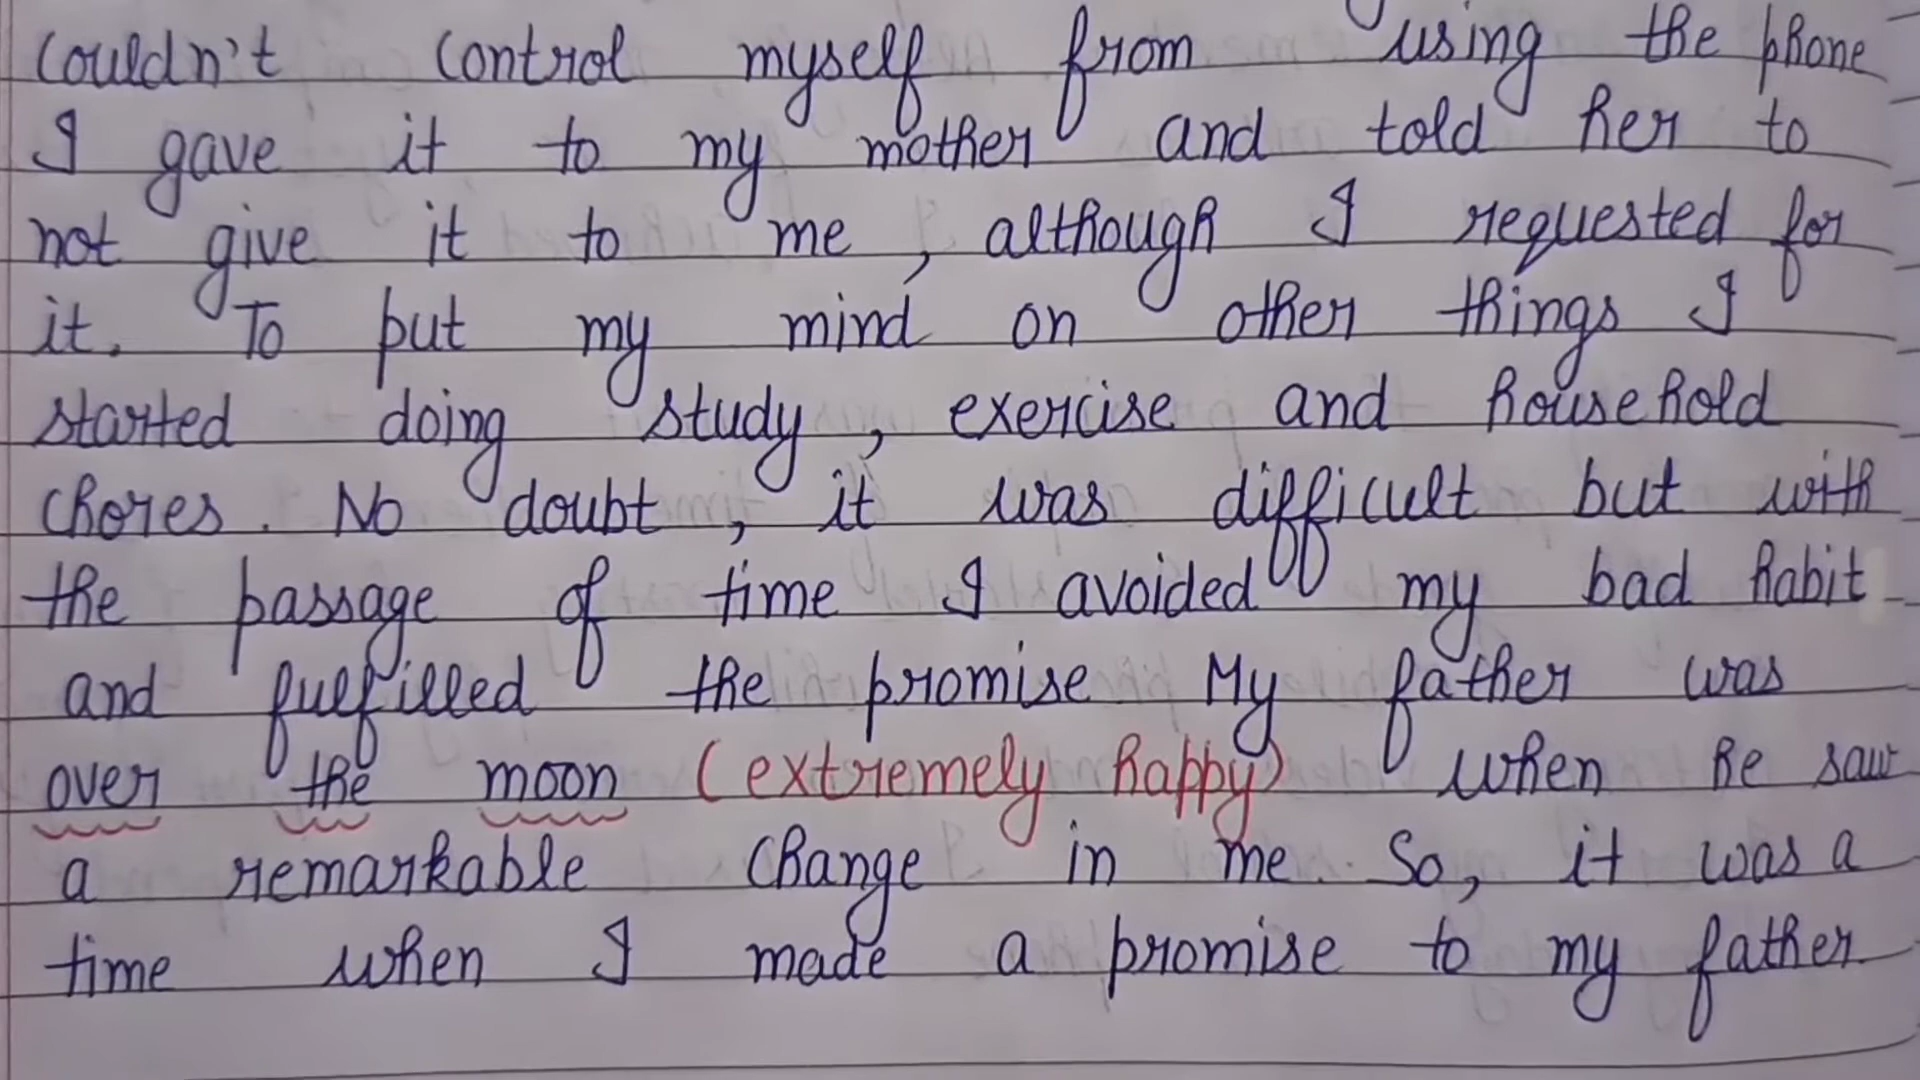 couldn't control myself from using the phone
I gave it to my mother and told her to
not give it to me, although I requested for
it. To put my mind on other things I
started doing study, exercise and household
chores. No doubt, it was difficult but with
the passage of time I avoided my bad habit
and fulfilled the promise My father was
over the moon (extremely happy) when he saw
a remarkable change in me. So, it was a
time when I made a promise to my father.